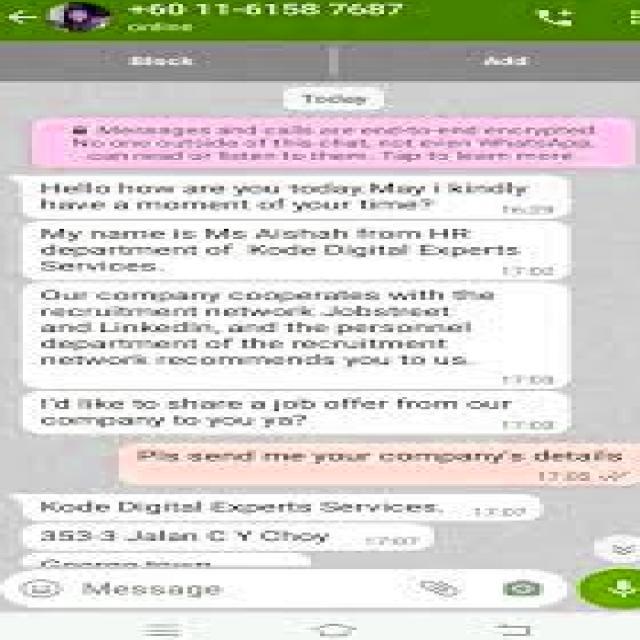 +60 11-6158 7687
online
Block
Add
Today
Messages and calls are end-to-end encrypted.
No one outside of this chat, not even WhatsApp,
can read or listen to them. Tap to learn more
Hello how are you today.May i kindly
have a moment of your time?
16:29
My name is Ms Aishah from HR
department of Kode Digital Experts
Services.
17:02
Our company cooperates with the
recruitment network Jobstreet
and LinkedIn, and the personnel
department of the recruitment
network recommends you to us.
17:03
I'd like to share a job offer from our
company to you ya?
17:03
Pls send me your company's details
17:05
Kode Digital Experts Services.
17:07
353-3 Jalan C Y Choy
17:07
George town
Message